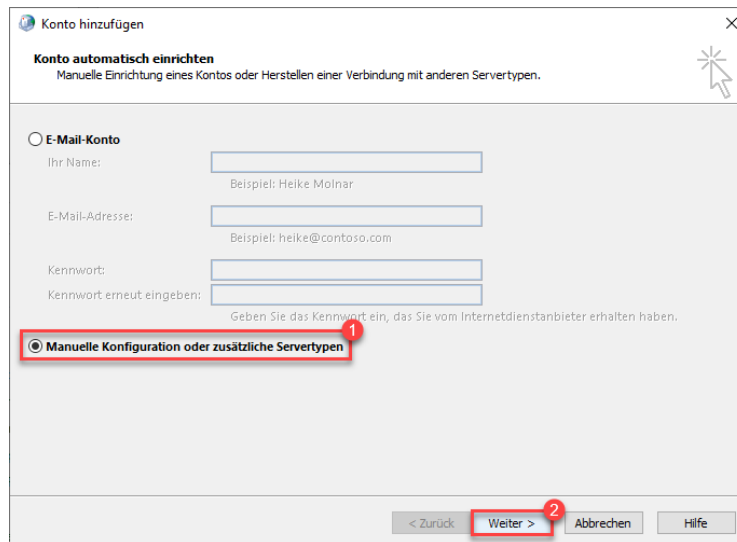 Konto hinzufügen
Konto automatisch einrichten
Manuelle Einrichtung eines Kontos oder Herstellen einer Verbindung mit anderen Servertypen.
E-Mail-Konto
Ihr Name:
Beispiel: Heike Molnar
E-Mail-Adresse:
Beispiel: heike@contoso.com
Kennwort:
Kennwort erneut eingeben:
Geben Sie das Kennwort ein, das Sie vom Internetdienstanbieter erhalten haben.
1
Manuelle Konfiguration oder zusätzliche Servertypen
2
< Zurück Weiter > Abbrechen Hilfe